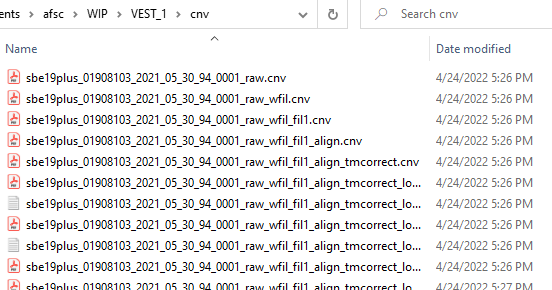 ents > afsc > WIP > VEST_1 > cnv
Search cnv
Name Date modified
sbe19plus_01908103_2021_05_30_94_0001_raw.cnv 4/24/2022 5:26 PM
sbe19plus_01908103_2021_05_30_94_0001_raw_wfil.cnv 4/24/2022 5:26 PM
sbe19plus_01908103_2021_05_30_94_0001_raw_wfil_fil1.cnv 4/24/2022 5:26 PM
sbe19plus_01908103_2021_05_30_94_0001_raw_wfil_fil1_align.cnv 4/24/2022 5:26 PM
sbe19plus_01908103_2021_05_30_94_0001_raw_wfil_fil1_align_tmcorrect.cnv 4/24/2022 5:26 PM
sbe19plus_01908103_2021_05_30_94_0001_raw_wfil_fil1_align_tmcorrect_lo... 4/24/2022 5:26 PM
sbe19plus_01908103_2021_05_30_94_0001_raw_wfil_fil1_align_tmcorrect_lo... 4/24/2022 5:26 PM
sbe19plus_01908103_2021_05_30_94_0001_raw_wfil_fil1_align_tmcorrect_lo... 4/24/2022 5:26 PM
sbe19plus_01908103_2021_05_30_94_0001_raw_wfil_fil1_align_tmcorrect_lo... 4/24/2022 5:26 PM
sbe19plus_01908103_2021_05_30_94_0001_raw_wfil_fil1_align_tmcorrect_lo... 4/24/2022 5:26 PM
sbe19plus_01908103_2021_05_30_94_0001_raw_wfil_fil1_align_tmcorrect_lo... 4/24/2022 5:27 PM